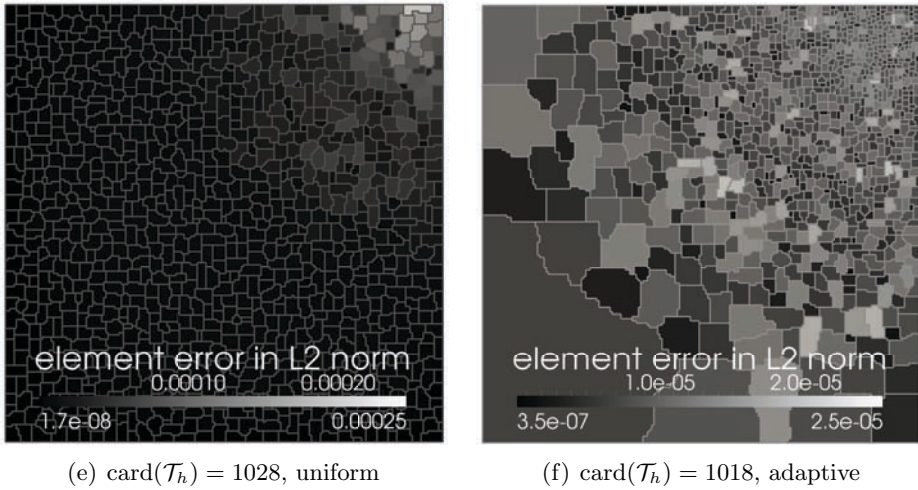 element error in L2 norm
0.00010 0.00020
1.7e-08 0.00025
element error in L2 norm
1.0e-05 2.0e-05
3.5e-07 2.5e-05
(e) card(𝒯ₕ) = 1028, uniform
(f) card(𝒯ₕ) = 1018, adaptive